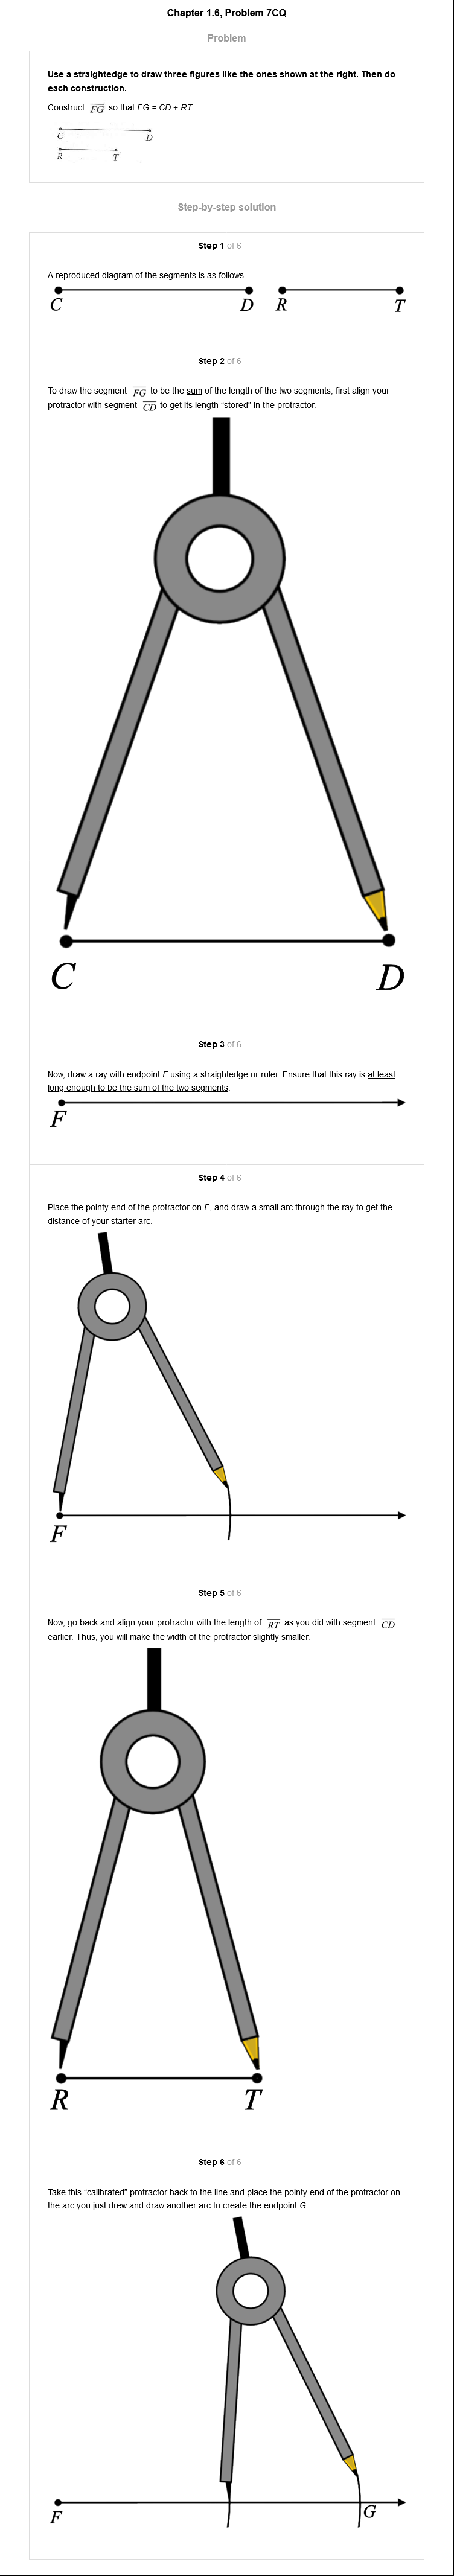 Chapter 1.6, Problem 7CQ
Problem
Use a straightedge to draw three figures like the ones shown at the right. Then do
each construction.
Construct FG so that FG = CD + RT.
C D
R T
Step-by-step solution
Step 1 of 6
A reproduced diagram of the segments is as follows.
C D R T
Step 2 of 6
To draw the segment FG to be the sum of the length of the two segments, first align your
protractor with segment CD to get its length “stored” in the protractor.
C D
Step 3 of 6
Now, draw a ray with endpoint F using a straightedge or ruler. Ensure that this ray is at least
long enough to be the sum of the two segments.
F
Step 4 of 6
Place the pointy end of the protractor on F, and draw a small arc through the ray to get the
distance of your starter arc.
F
Step 5 of 6
Now, go back and align your protractor with the length of RT as you did with segment CD
earlier. Thus, you will make the width of the protractor slightly smaller.
R T
Step 6 of 6
Take this “calibrated” protractor back to the line and place the pointy end of the protractor on
the arc you just drew and draw another arc to create the endpoint G.
F G